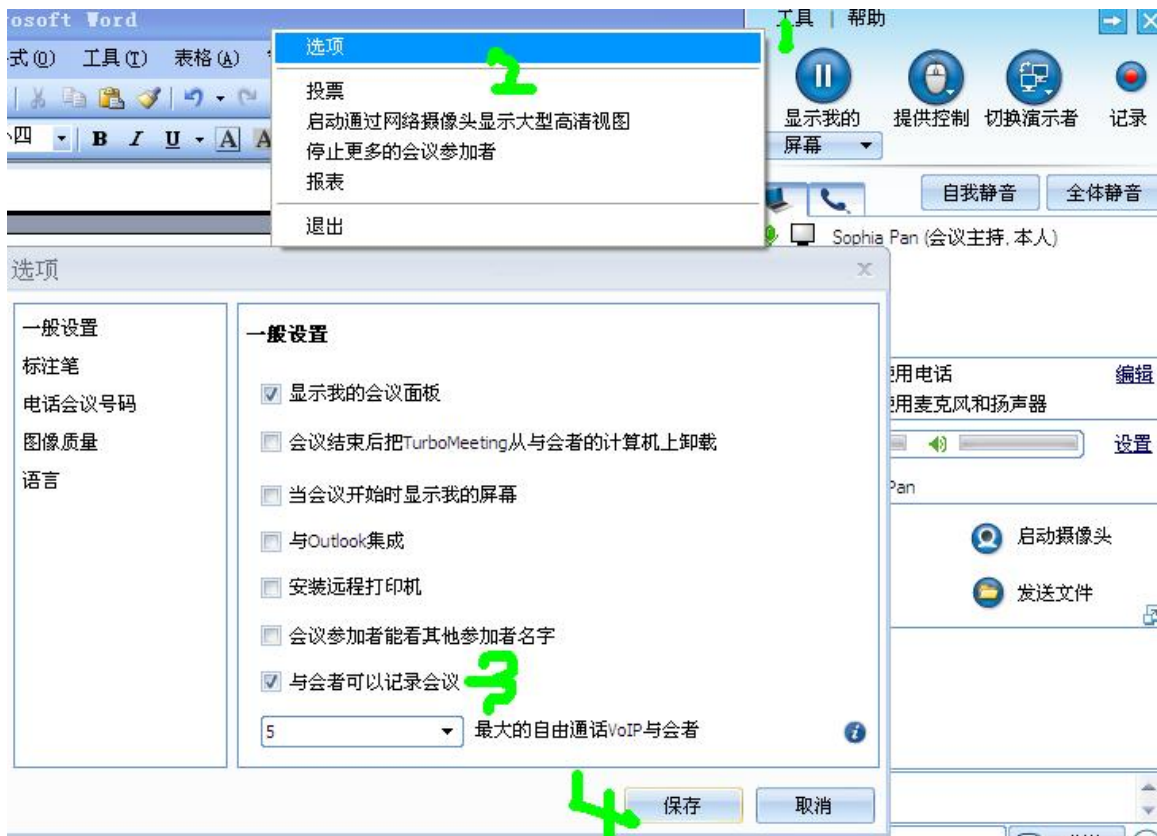 osoft Word
工具 | 帮助
式(O) 工具(T) 表格(A)
选项
投票
启动通过网络摄像头显示大型高清视图
停止更多的会议参加者
报表
退出
1
2
四 B I U A A
显示我的 提供控制 切换演示者 记录
屏幕
自我静音 全体静音
Sophia Pan (会议主持, 本人)
选项
一般设置
标注笔
电话会议号码
图像质量
语言
一般设置
显示我的会议面板
会议结束后把TurboMeeting从与会者的计算机上卸载
当会议开始时显示我的屏幕
与Outlook集成
安装远程打印机
会议参加者能看其他参加者名字
与会者可以记录会议 3
5 最大的自由通话VoIP与会者
4 保存 取消
用电话 编辑
用麦克风和扬声器
设置
Pan
启动摄像头
发送文件